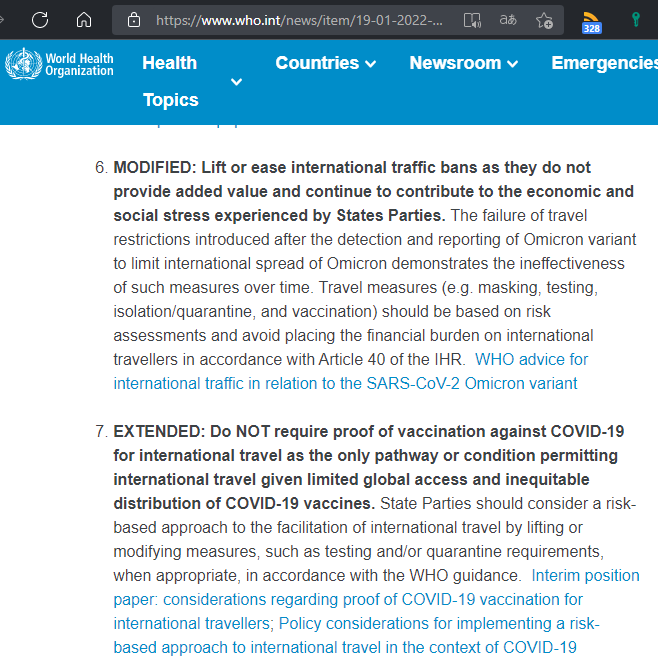 https://www.who.int/news/item/19-01-2022-...
328
World Health
Organization
Health
Topics
Countries
Newsroom
Emergencies
6. MODIFIED: Lift or ease international traffic bans as they do not
provide added value and continue to contribute to the economic and
social stress experienced by States Parties. The failure of travel
restrictions introduced after the detection and reporting of Omicron variant
to limit international spread of Omicron demonstrates the ineffectiveness
of such measures over time. Travel measures (e.g. masking, testing,
isolation/quarantine, and vaccination) should be based on risk
assessments and avoid placing the financial burden on international
travellers in accordance with Article 40 of the IHR. WHO advice for
international traffic in relation to the SARS-CoV-2 Omicron variant
7. EXTENDED: Do NOT require proof of vaccination against COVID-19
for international travel as the only pathway or condition permitting
international travel given limited global access and inequitable
distribution of COVID-19 vaccines. State Parties should consider a risk-
based approach to the facilitation of international travel by lifting or
modifying measures, such as testing and/or quarantine requirements,
when appropriate, in accordance with the WHO guidance. Interim position
paper: considerations regarding proof of COVID-19 vaccination for
international travellers; Policy considerations for implementing a risk-
based approach to international travel in the context of COVID-19